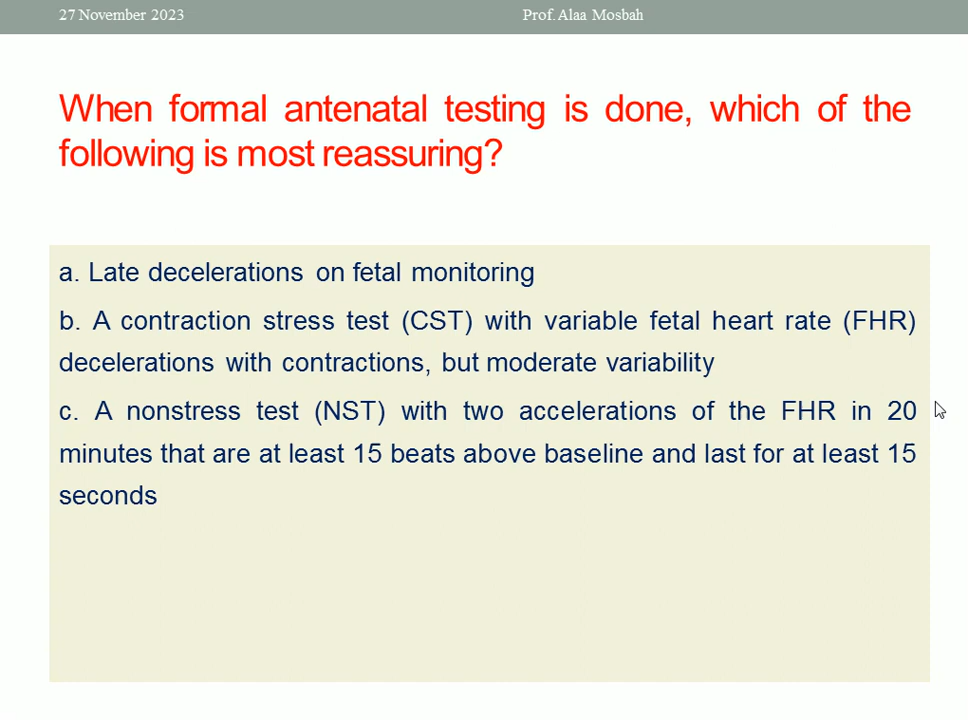 27 November 2023
Prof. Alaa Mosbah
When formal antenatal testing is done, which of the
following is most reassuring?
a. Late decelerations on fetal monitoring
b. A contraction stress test (CST) with variable fetal heart rate (FHR)
decelerations with contractions, but moderate variability
c. A nonstress test (NST) with two accelerations of the FHR in 20
minutes that are at least 15 beats above baseline and last for at least 15
seconds